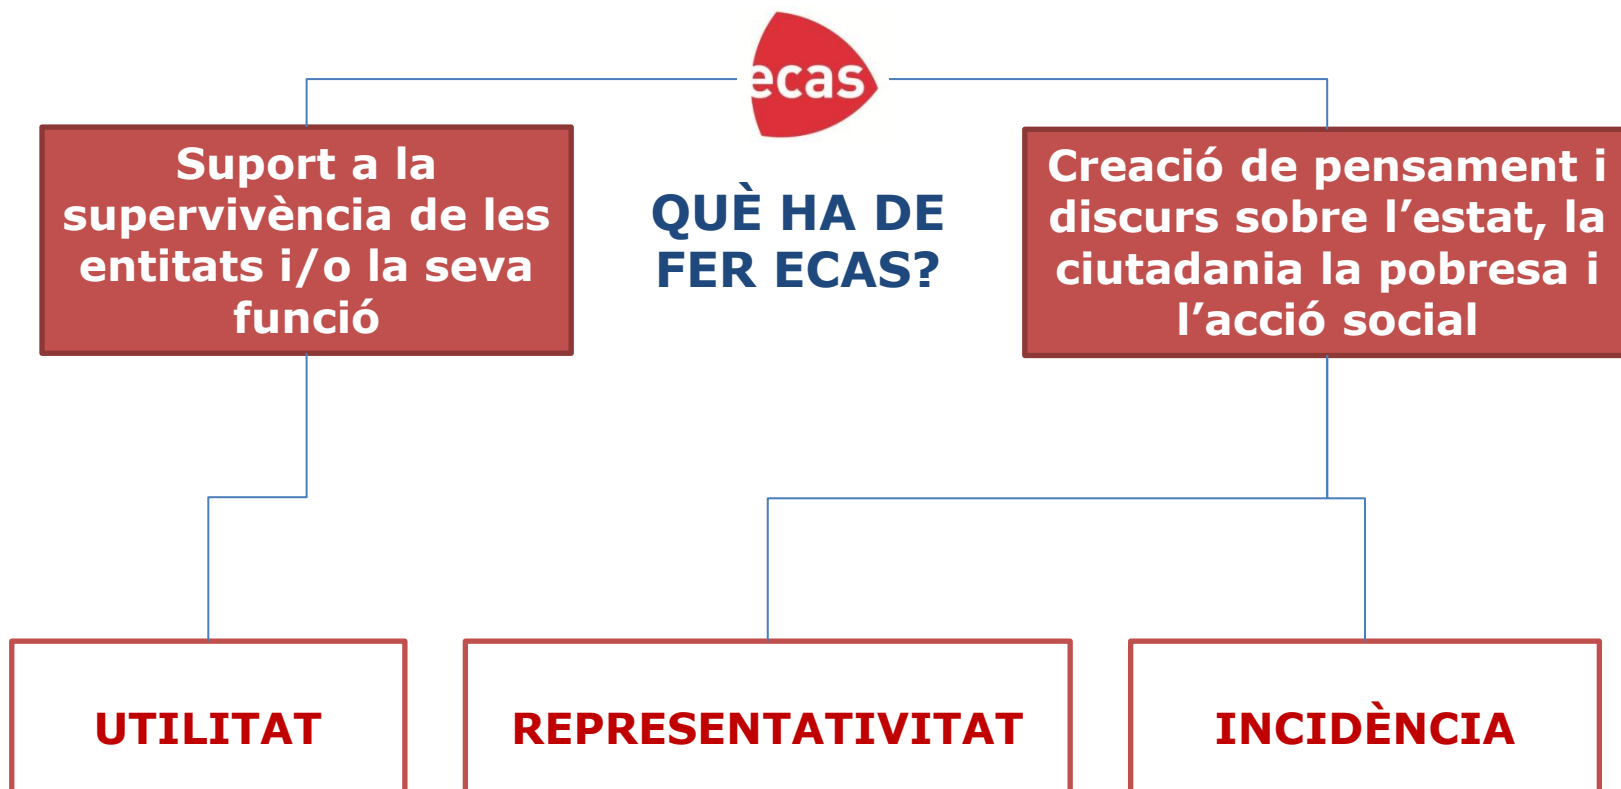 ecas
Suport a la
supervivència de les
entitats i/o la seva
funció
QUÈ HA DE
FER ECAS?
Creació de pensament i
discurs sobre l’estat, la
ciutadania la pobresa i
l’acció social
UTILITAT
REPRESENTATIVITAT
INCIDÈNCIA